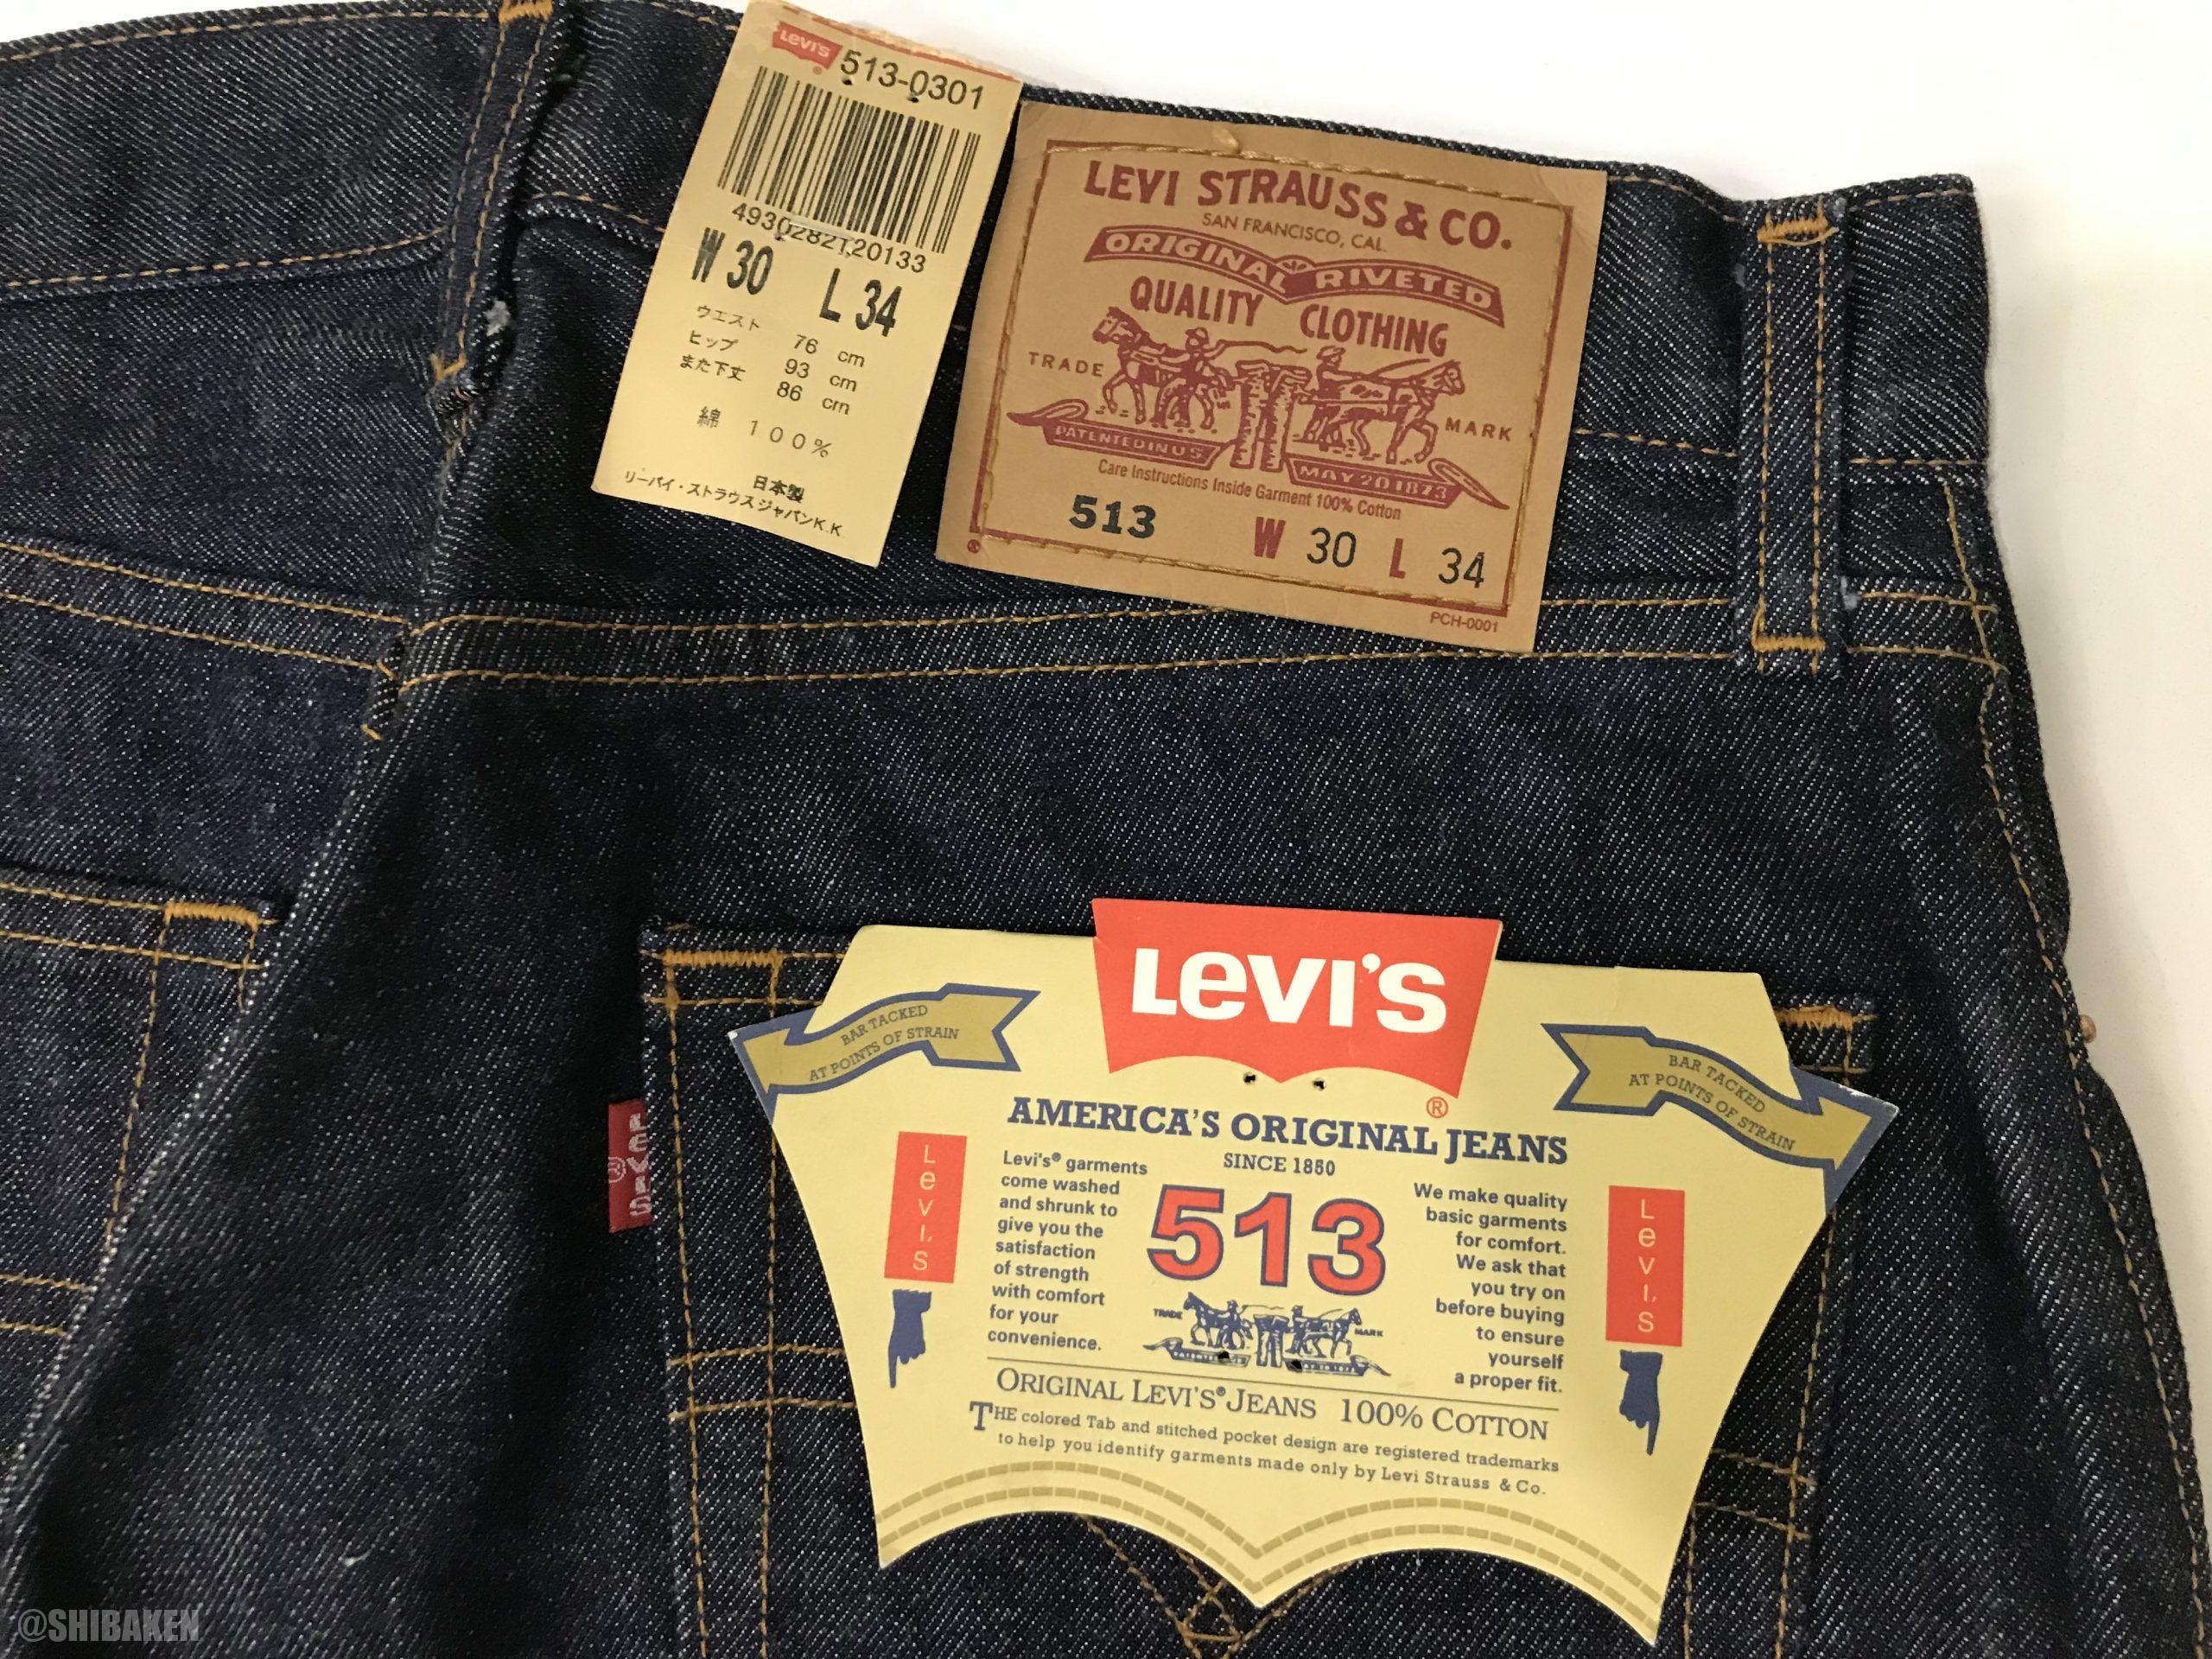 Levi's 513-0301
4930282120133
W 30 L 34
ウエスト 76 cm
ヒップ 93 cm
また下丈 86 cm
綿 100%
日本製
リーバイ・ストラウスジャパンK.K
LEVI STRAUSS & CO.
SAN FRANCISCO, CAL.
ORIGINAL RIVETED
QUALITY CLOTHING
TRADE MARK
PATENTED IN U S MAY 20 1873
Care Instructions Inside Garment 100% Cotton
513 W 30 L 34
®
PCH-0001
LEVI'S
®
LeVI'S
®
BAR TACKED
AT POINTS OF STRAIN
BAR TACKED
AT POINTS OF STRAIN
AMERICA'S ORIGINAL JEANS
SINCE 1850
LeVI'S
Levi's® garments
come washed
and shrunk to
give you the
satisfaction
of strength
with comfort
for your
convenience.
513
TRADE MARK
We make quality
basic garments
for comfort.
We ask that
you try on
before buying
to ensure
yourself
a proper fit.
LeVI'S
ORIGINAL LEVI'S® JEANS 100% COTTON
THE colored Tab and stitched pocket design are registered trademarks
to help you identify garments made only by Levi Strauss & Co.
@SHIBAKEN